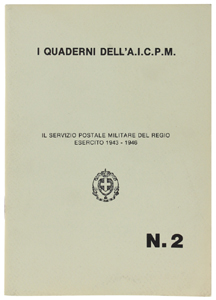 I QUADERNI DELL'A.I.C.P.M.
IL SERVIZIO POSTALE MILITARE DEL REGIO
ESERCITO 1943 - 1946
N. 2